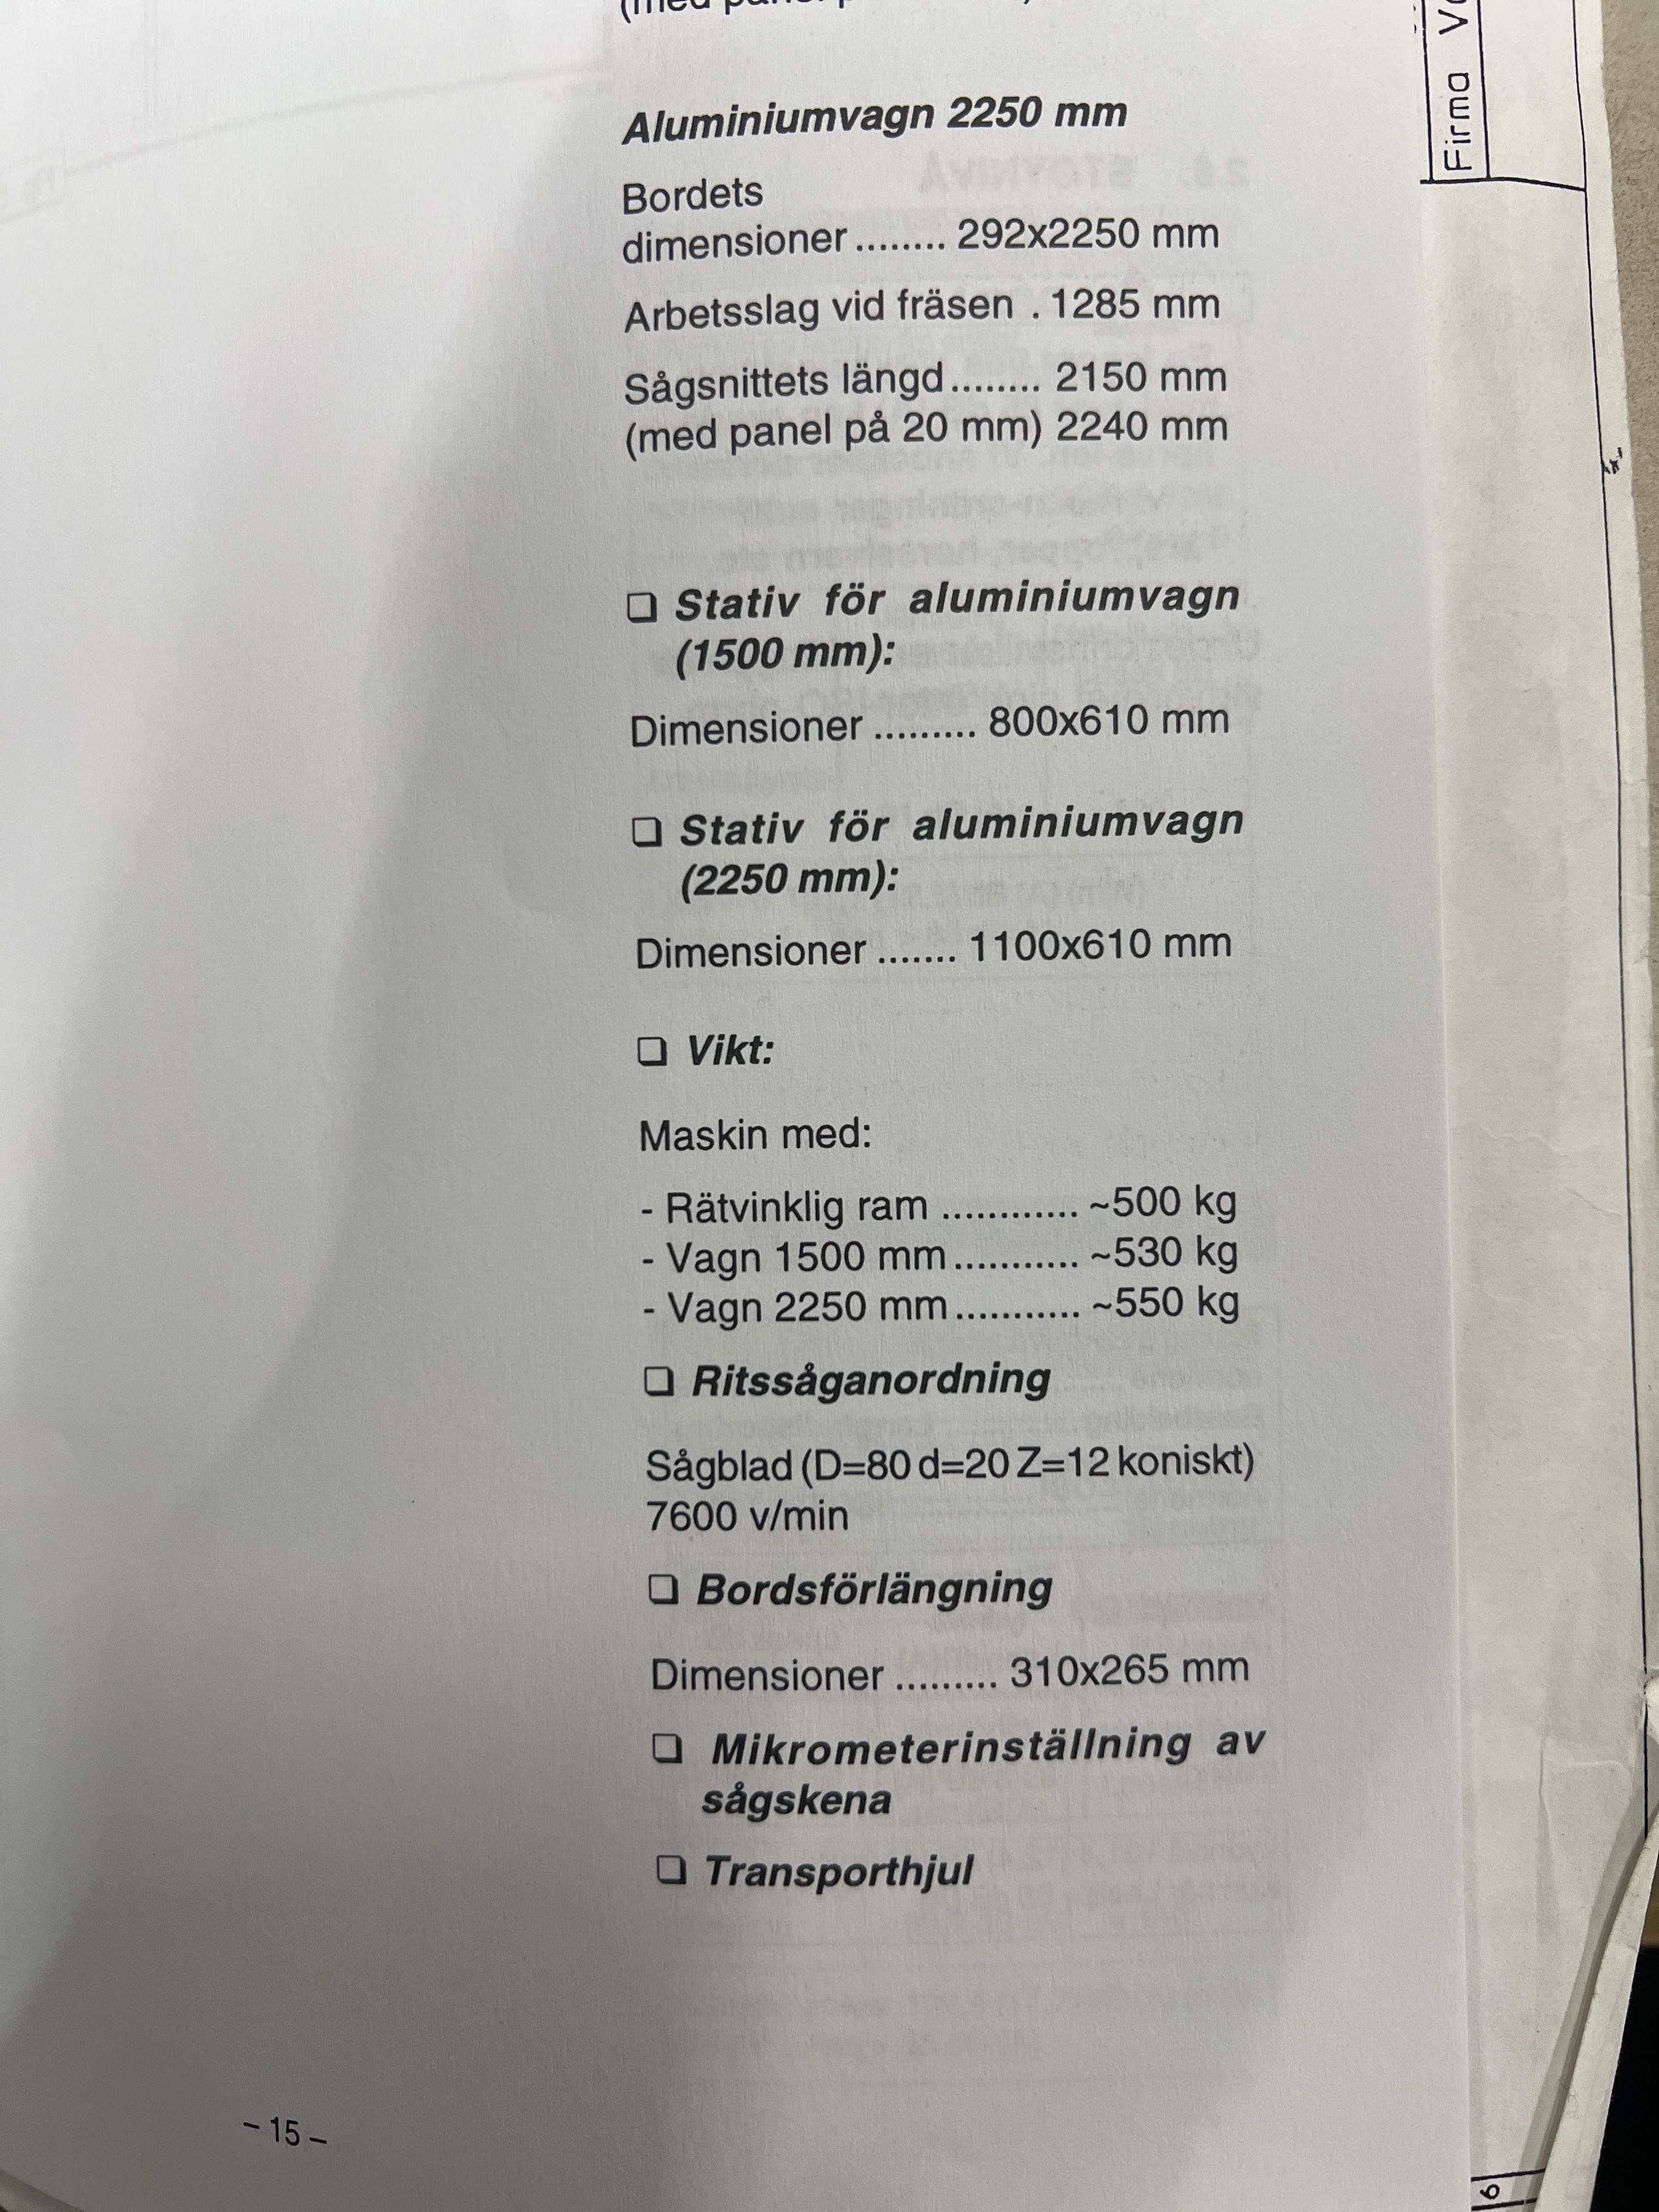 Aluminiumvagn 2250 mm
Bordets
dimensioner ........ 292x2250 mm
Arbetsslag vid fräsen . 1285 mm
Sågsnittets längd ........ 2150 mm
(med panel på 20 mm) 2240 mm
❑ Stativ för aluminiumvagn
(1500 mm):
Dimensioner ......... 800x610 mm
❑ Stativ för aluminiumvagn
(2250 mm):
Dimensioner ....... 1100x610 mm
❑ Vikt:
Maskin med:
- Rätvinklig ram ............ ~500 kg
- Vagn 1500 mm ........... ~530 kg
- Vagn 2250 mm ........... ~550 kg
❑ Ritssåganordning
Sågblad (D=80 d=20 Z=12 koniskt)
7600 v/min
❑ Bordsförlängning
Dimensioner ......... 310x265 mm
❑ Mikrometerinställning av
sågskena
❑ Transporthjul
– 15 –
Firma
6